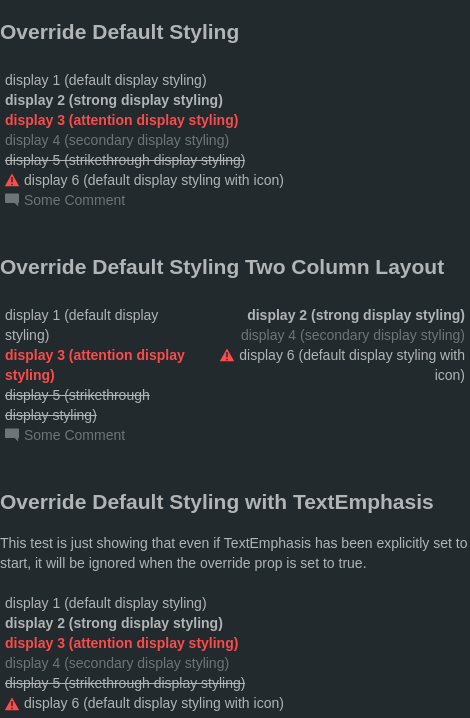 Override Default Styling
display 1 (default display styling)
display 2 (strong display styling)
display 3 (attention display styling)
display 4 (secondary display styling)
display 5 (strikethrough display styling)
display 6 (default display styling with icon)
Some Comment
Override Default Styling Two Column Layout
display 1 (default display
styling)
display 3 (attention display
styling)
display 5 (strikethrough
display styling)
Some Comment
display 2 (strong display styling)
display 4 (secondary display styling)
display 6 (default display styling with
icon)
Override Default Styling with TextEmphasis
This test is just showing that even if TextEmphasis has been explicitly set to
start, it will be ignored when the override prop is set to true.
display 1 (default display styling)
display 2 (strong display styling)
display 3 (attention display styling)
display 4 (secondary display styling)
display 5 (strikethrough display styling)
display 6 (default display styling with icon)